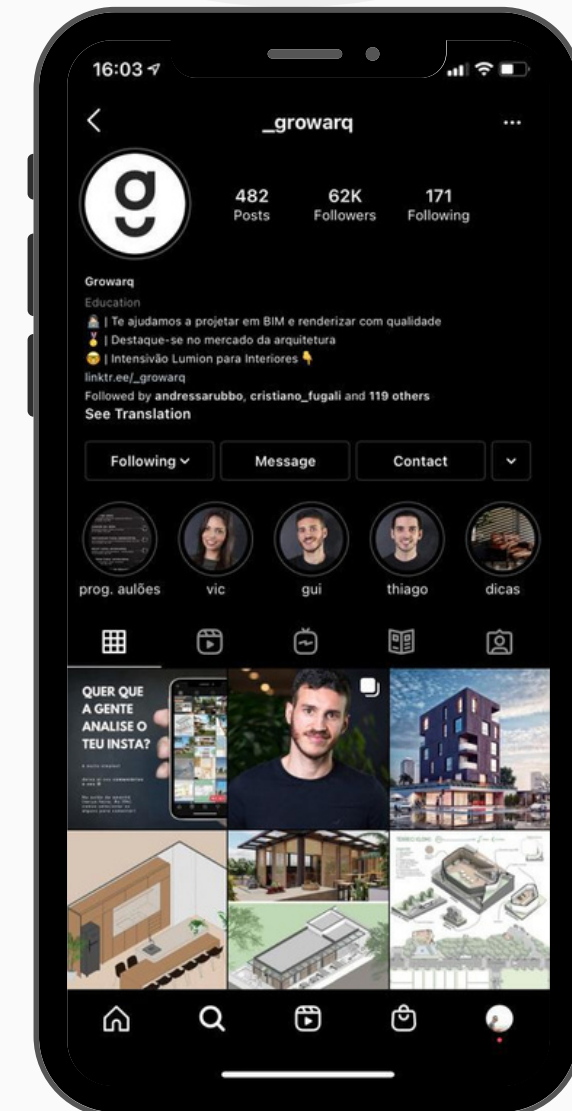 16:03
_growarq
g
482
62K
171
Posts
Followers
Following
Growarq
Education
| Te ajudamos a projetar em BIM e renderizar com qualidade
| Destaque-se no mercado da arquitetura
| Intensivão Lumion para Interiores
linktr.ee/_growarq
Followed by andressarubbo, cristiano_fugali and 119 others
See Translation
Following
Message
Contact
prog. aulões
vic
gui
thiago
dicas
QUER QUE
A GENTE
ANALISE O
TEU INSTA?